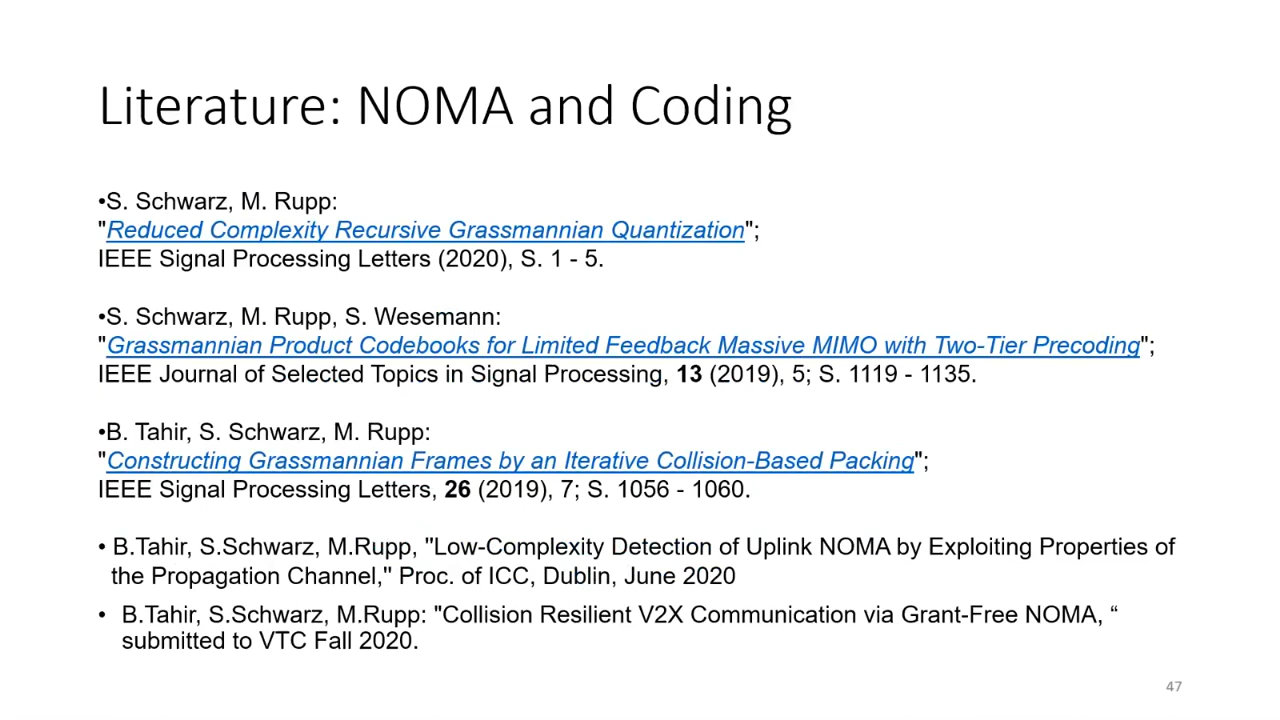 Literature: NOMA and Coding
•S. Schwarz, M. Rupp:
"Reduced Complexity Recursive Grassmannian Quantization";
IEEE Signal Processing Letters (2020), S. 1 - 5.
•S. Schwarz, M. Rupp, S. Wesemann:
"Grassmannian Product Codebooks for Limited Feedback Massive MIMO with Two-Tier Precoding";
IEEE Journal of Selected Topics in Signal Processing, 13 (2019), 5; S. 1119 - 1135.
•B. Tahir, S. Schwarz, M. Rupp:
"Constructing Grassmannian Frames by an Iterative Collision-Based Packing";
IEEE Signal Processing Letters, 26 (2019), 7; S. 1056 - 1060.
• B.Tahir, S.Schwarz, M.Rupp, "Low-Complexity Detection of Uplink NOMA by Exploiting Properties of
the Propagation Channel," Proc. of ICC, Dublin, June 2020
• B.Tahir, S.Schwarz, M.Rupp: "Collision Resilient V2X Communication via Grant-Free NOMA, “
submitted to VTC Fall 2020.
47